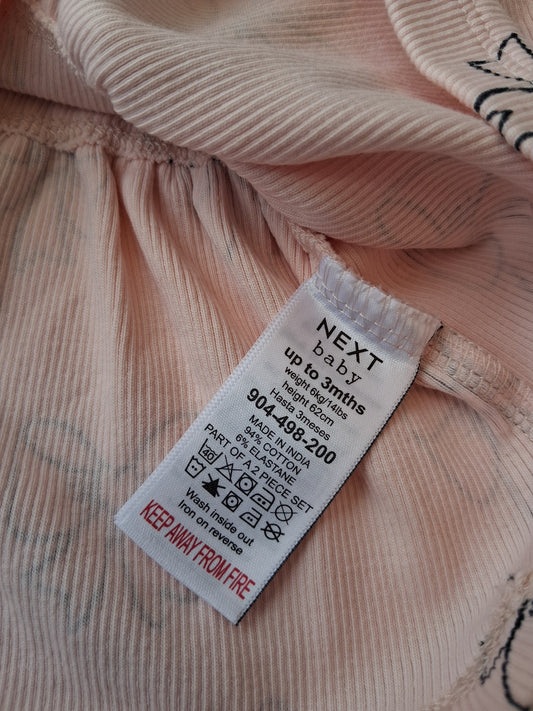 NEXT
baby
up to 3mths
weight 6kg/14lbs
height 62cm
Hasta 3meses
904-498-200
MADE IN INDIA
94% COTTON
6% ELASTANE
PART OF A 2 PIECE SET
40
Wash inside out
Iron on reverse
KEEP AWAY FROM FIRE